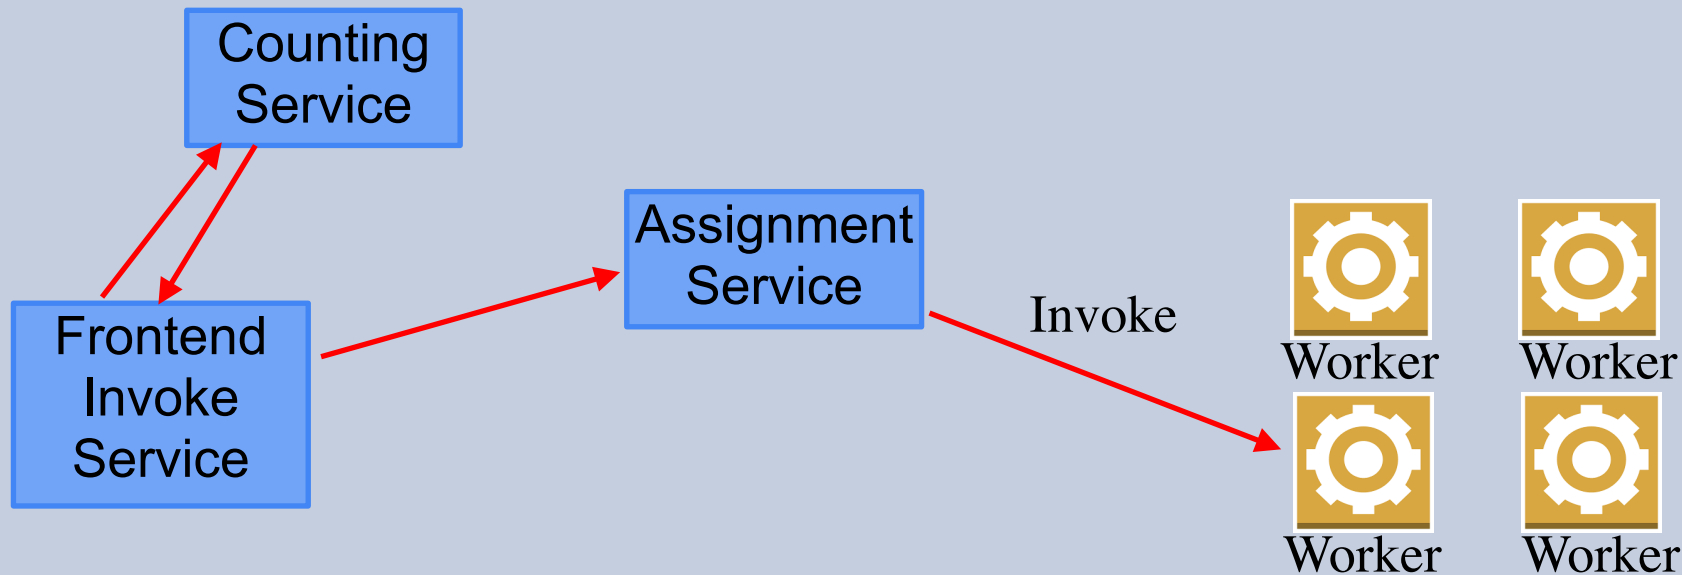 Counting
Service
Assignment
Service
Frontend
Invoke
Service
Invoke
Worker
Worker
Worker
Worker